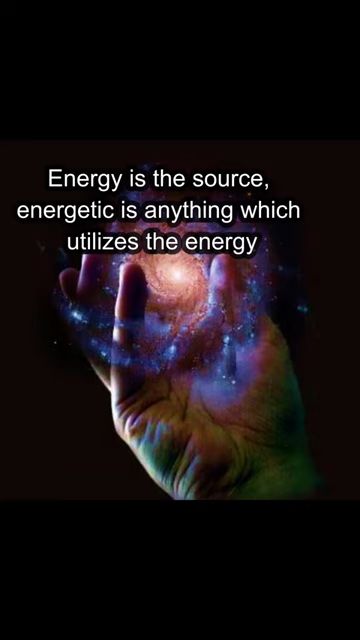 Energy is the source,
energetic is anything which
utilizes the energy